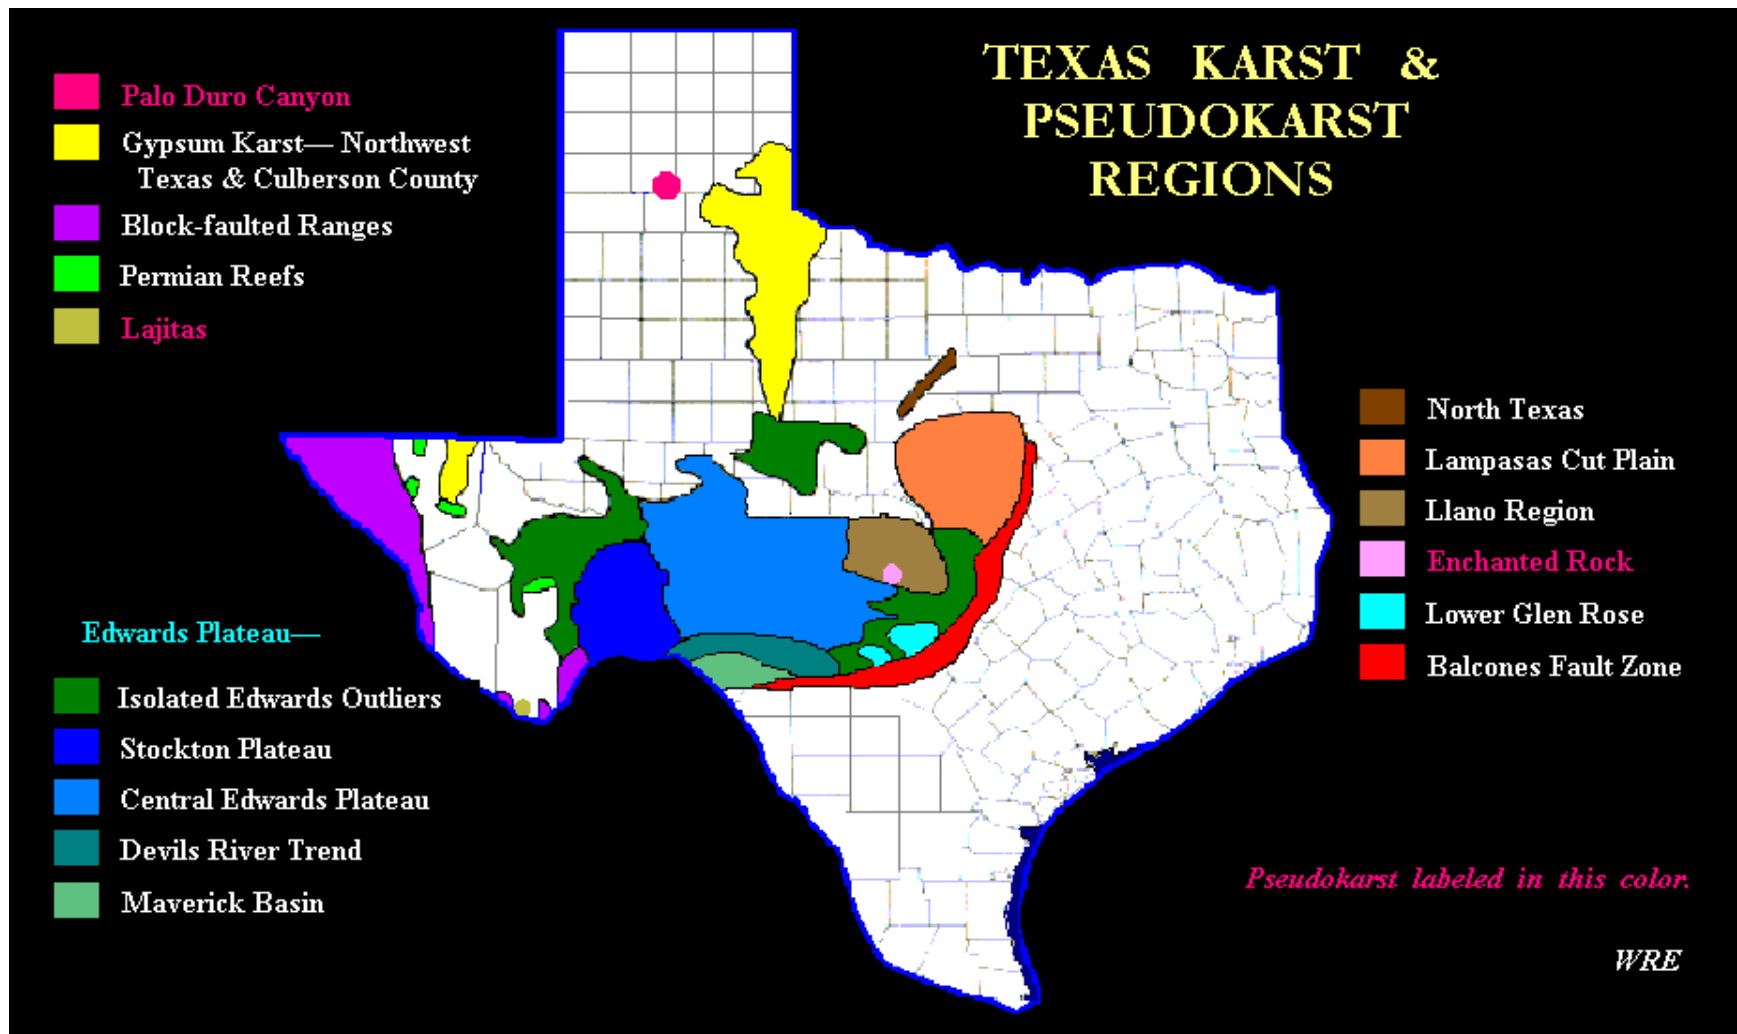 TEXAS KARST &
PSEUDOKARST
REGIONS
Palo Duro Canyon
Gypsum Karst— Northwest
Texas & Culberson County
Block-faulted Ranges
Permian Reefs
Lajitas
Edwards Plateau—
Isolated Edwards Outliers
Stockton Plateau
Central Edwards Plateau
Devils River Trend
Maverick Basin
North Texas
Lampasas Cut Plain
Llano Region
Enchanted Rock
Lower Glen Rose
Balcones Fault Zone
Pseudokarst labeled in this color.
WRE